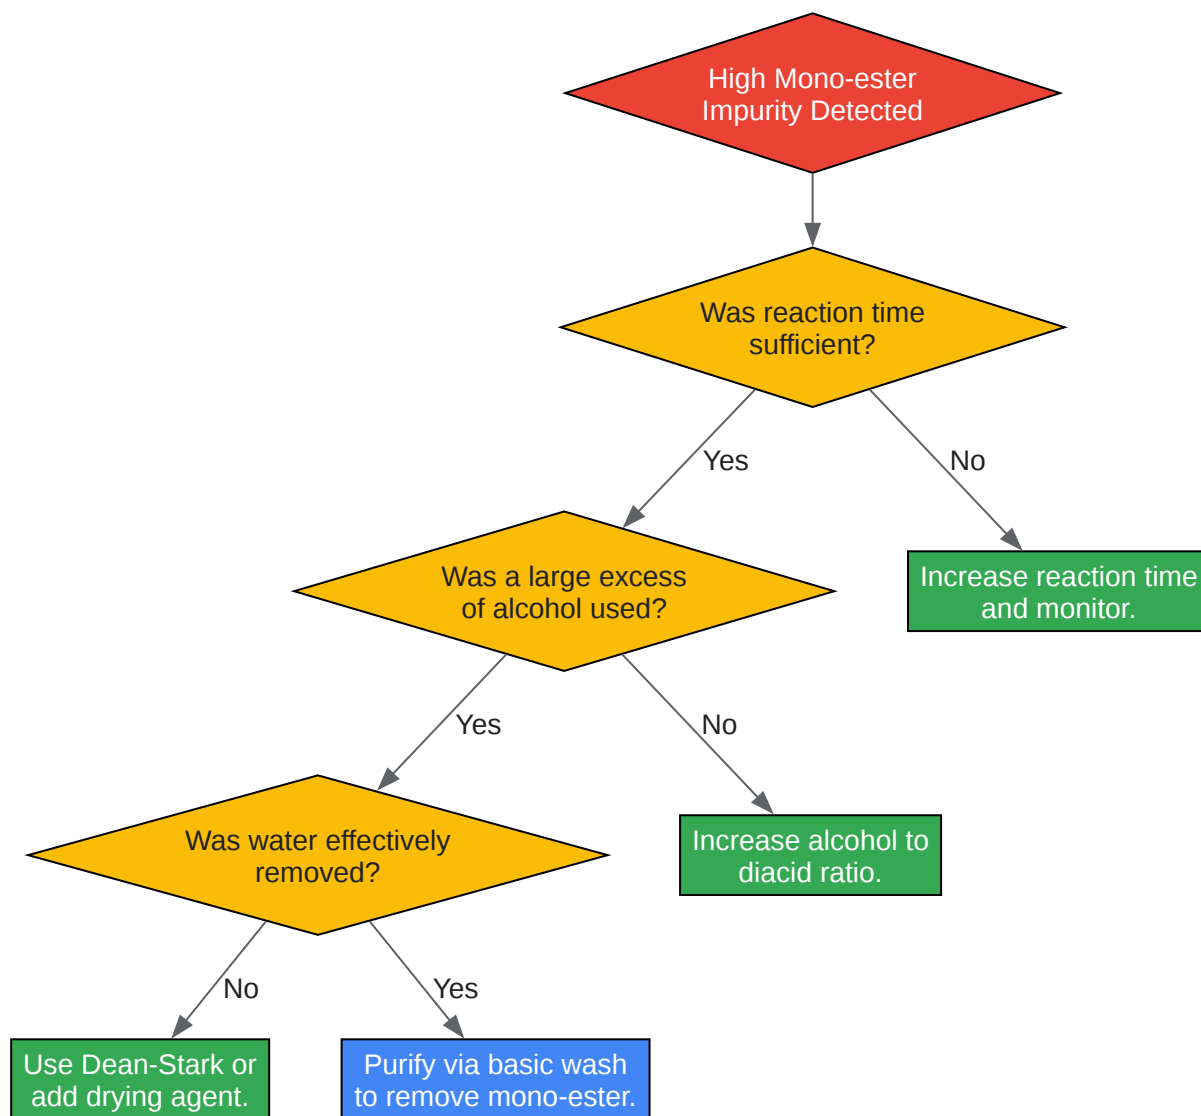 High Mono-ester
Impurity Detected
Was reaction time
sufficient?
Yes
No
Was a large excess
of alcohol used?
Increase reaction time
and monitor.
Yes
No
Was water effectively
removed?
Increase alcohol to
diacid ratio.
No
Yes
Use Dean-Stark or
add drying agent.
Purify via basic wash
to remove mono-ester.